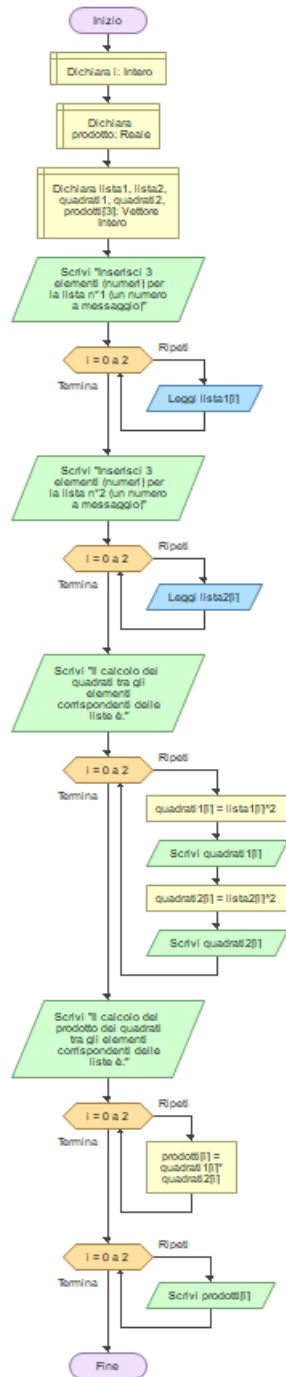 Inizio
Dichiara i: Intero
Dichiara
prodotto: Reale
Dichiara lista1, lista2,
quadrati1, quadrati2,
prodotti[3]: Vettore
Intero
Scrivi "Inserisci 3
elementi (numeri) per
la lista n°1 (un numero
a messaggio)"
i = 0 a 2
Ripeti
Termina
Leggi lista1[i]
Scrivi "Inserisci 3
elementi (numeri) per
la lista n°2 (un numero
a messaggio)"
i = 0 a 2
Ripeti
Termina
Leggi lista2[i]
Scrivi "Il calcolo dei
quadrati tra gli
elementi
corrispondenti delle
liste è:"
i = 0 a 2
Ripeti
Termina
quadrati1[i] = lista1[i]^2
Scrivi quadrati1[i]
quadrati2[i] = lista2[i]^2
Scrivi quadrati2[i]
Scrivi "Il calcolo del
prodotto dei quadrati
tra gli elementi
corrispondenti delle
liste è:"
i = 0 a 2
Ripeti
Termina
prodotti[i] =
quadrati1[i]*
quadrati2[i]
i = 0 a 2
Ripeti
Termina
Scrivi prodotti[i]
Fine